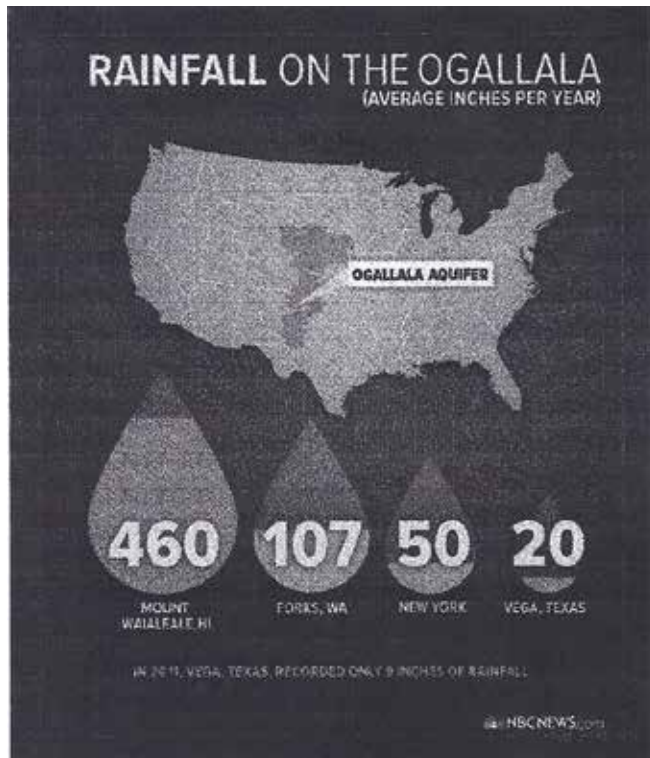 RAINFALL ON THE OGALLALA
(AVERAGE INCHES PER YEAR)
OGALLALA AQUIFER
460
107
50
20
MOUNT
WAIALEALE, HI
FORKS, WA
NEW YORK
VEGA, TEXAS
IN 2011, VEGA, TEXAS, RECORDED ONLY 9 INCHES OF RAINFALL
NBCNEWS.com